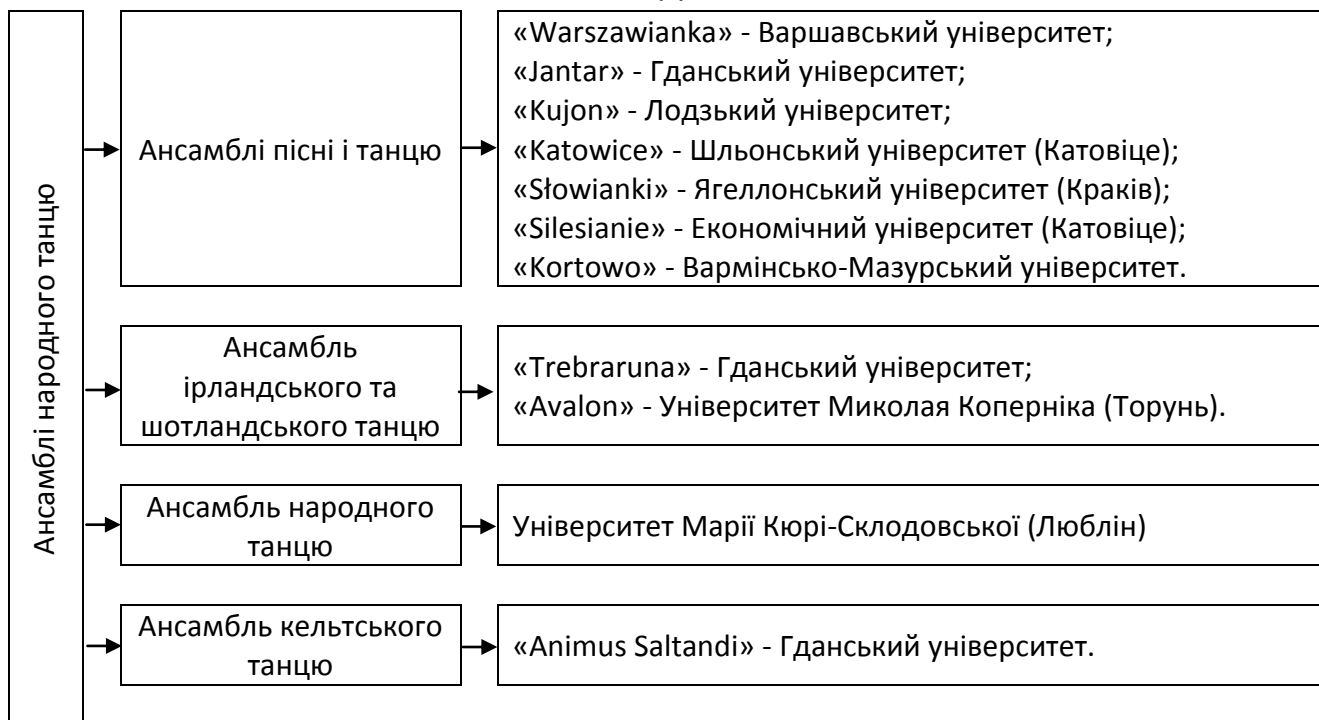 Ансамблі народного танцю
Ансамблі пісні і танцю
«Warszawianka» - Варшавський університет;
«Jantar» - Гданський університет;
«Kujon» - Лодзький університет;
«Katowice» - Шльонський університет (Катовіце);
«Słowianki» - Ягеллонський університет (Краків);
«Silesianie» - Економічний університет (Катовіце);
«Kortowo» - Вармінсько-Мазурський університет.
Ансамбль
ірландського та
шотландського танцю
«Trebraruna» - Гданський університет;
«Avalon» - Університет Миколая Коперніка (Торунь).
Ансамбль народного
танцю
Університет Марії Кюрі-Склодовської (Люблін)
Ансамбль кельтського
танцю
«Animus Saltandi» - Гданський університет.